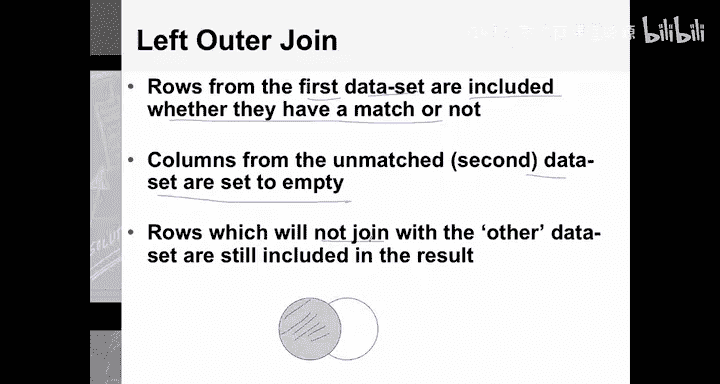 bilibili
Left Outer Join
• Rows from the first data-set are included
whether they have a match or not
• Columns from the unmatched (second) data-
set are set to empty
• Rows which will not join with the ‘other’ data-
set are still included in the result